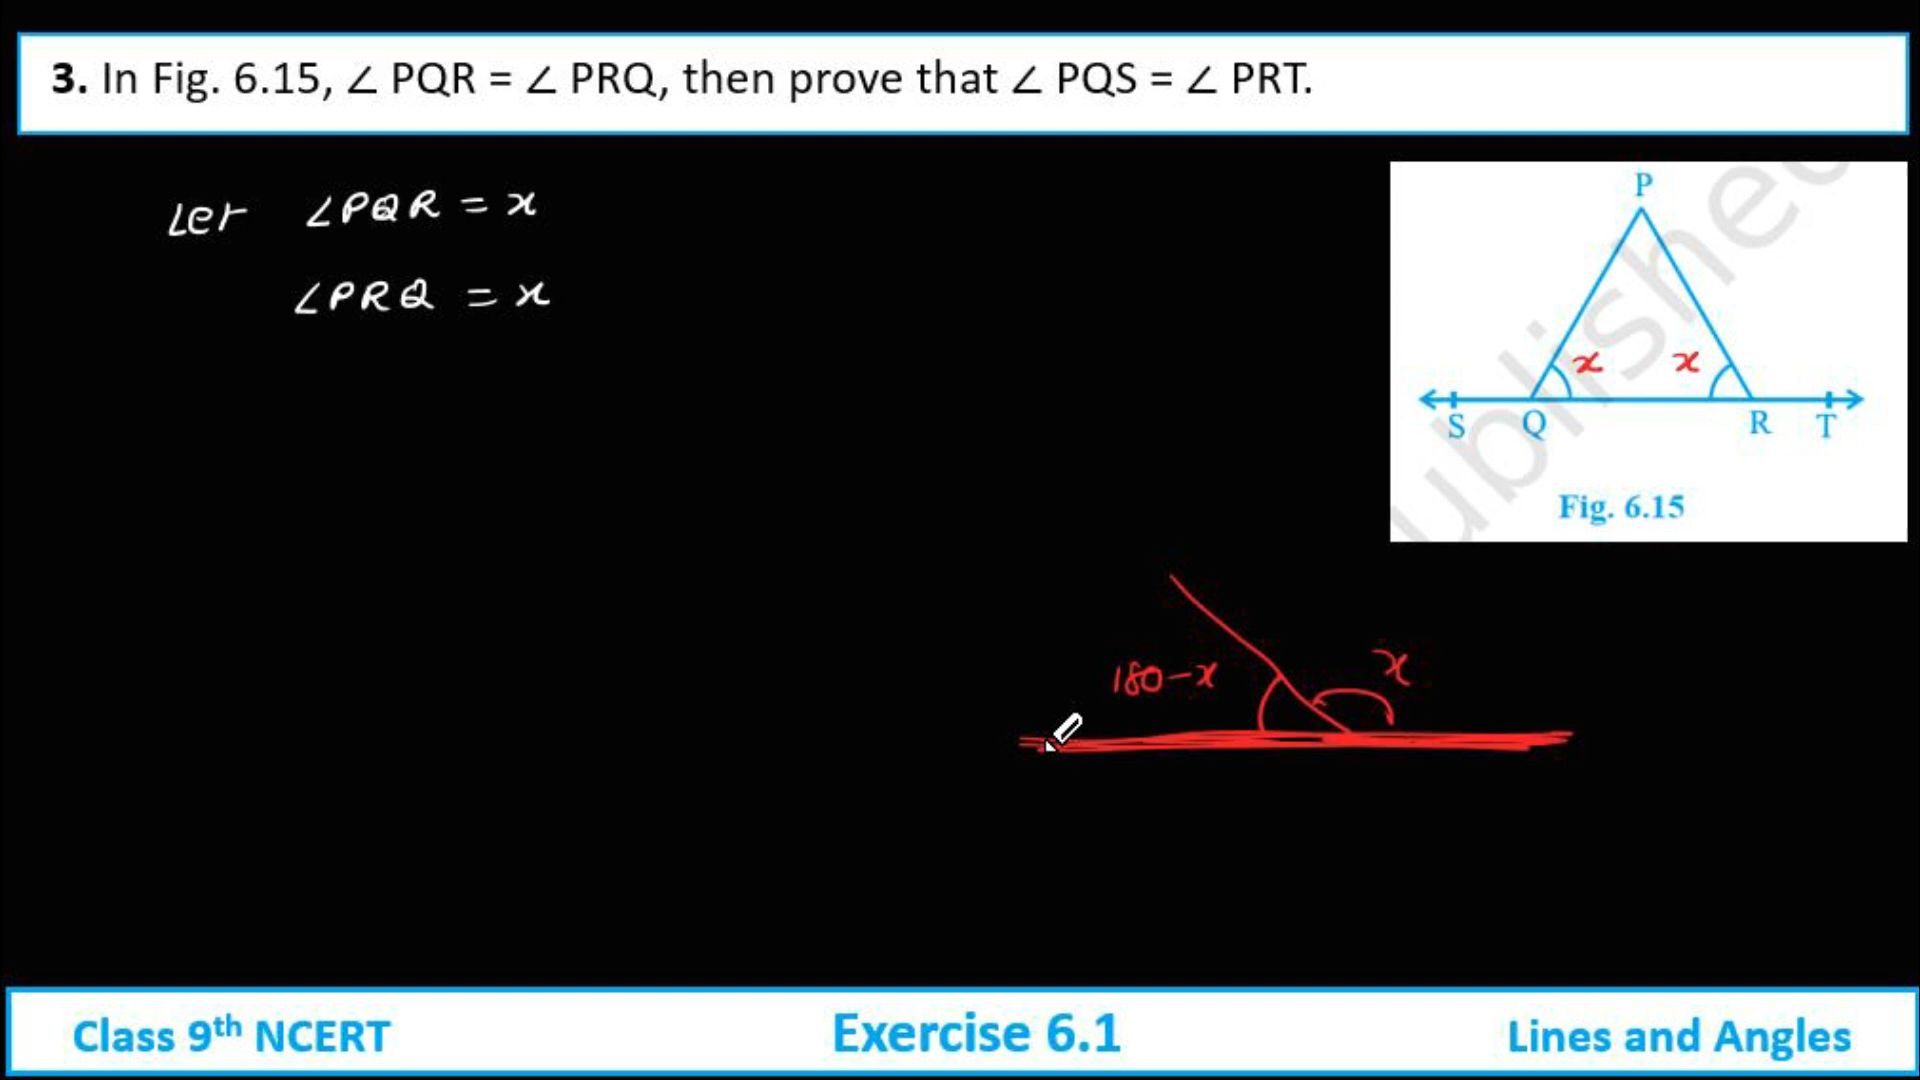 3. In Fig. 6.15, ∠ PQR = ∠ PRQ, then prove that ∠ PQS = ∠ PRT.
Let ∠PQR = x
∠PRQ = x
P
x x
S Q R T
Fig. 6.15
ublished
180-x x
Class 9th NCERT Exercise 6.1 Lines and Angles